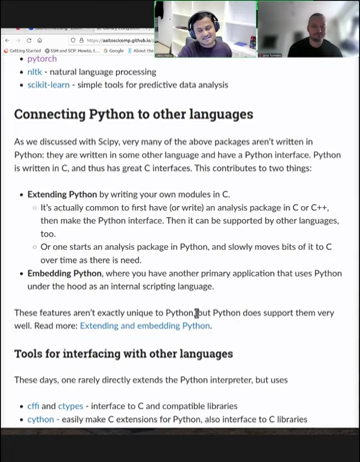 https://aaltoscicomp.github.io
Getting Started
Google
About the
pytorch
nltk - natural language processing
scikit-learn - simple tools for predictive data analysis
Connecting Python to other languages
As we discussed with Scipy, very many of the above packages aren't written in
Python: they are written in some other language and have a Python interface. Python
is written in C, and thus has great C interfaces. This contributes to two things:
Extending Python by writing your own modules in C.
It's actually common to first have (or write) an analysis package in C or C++,
then make the Python interface. Then it can be supported by other languages,
too.
Or one starts an analysis package in Python, and slowly moves bits of it to C
over time as there is need.
Embedding Python, where you have another primary application that uses Python
under the hood as an internal scripting language.
These features aren't exactly unique to Python, but Python does support them very
well. Read more: Extending and embedding Python.
Tools for interfacing with other languages
These days, one rarely directly extends the Python interpreter, but uses
cffi and ctypes - interface to C and compatible libraries
cython - easily make C extensions for Python, also interface to C libraries